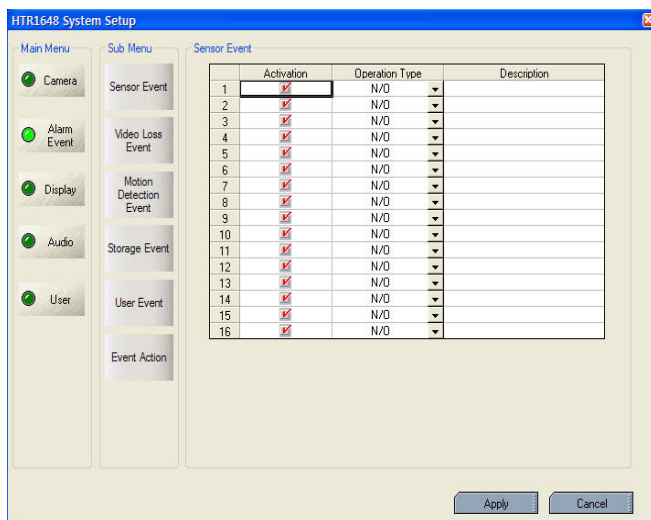 HTR1648 System Setup
Main Menu
Sub Menu
Sensor Event
Camera
Alarm
Event
Display
Audio
User
Sensor Event
Video Loss
Event
Motion
Detection
Event
Storage Event
User Event
Event Action
Activation Operation Type Description
1 N/O
2 N/O
3 N/O
4 N/O
5 N/O
6 N/O
7 N/O
8 N/O
9 N/O
10 N/O
11 N/O
12 N/O
13 N/O
14 N/O
15 N/O
16 N/O
Apply
Cancel